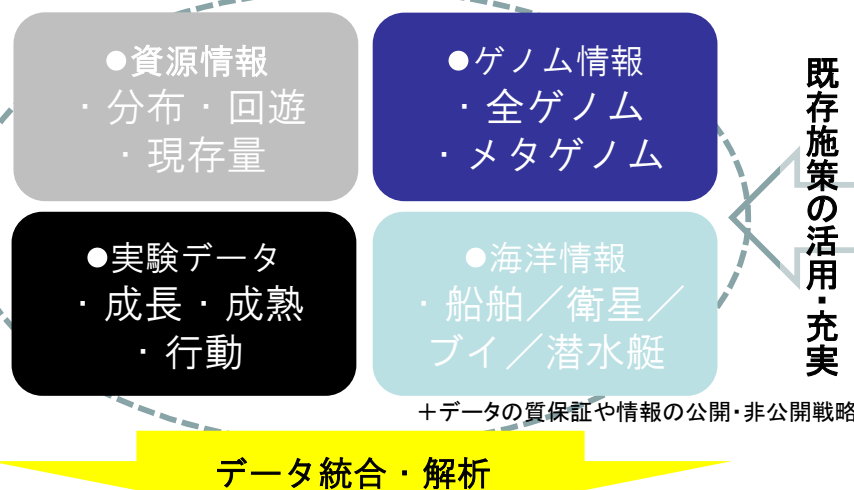 ●資源情報
・分布・回遊
・現存量
●ゲノム情報
・全ゲノム
・メタゲノム
●実験データ
・成長・成熟
・行動
●海洋情報
・船舶／衛星／
ブイ／潜水艇
既存施策の活用・充実
＋データの質保証や情報の公開・非公開戦略
データ統合・解析